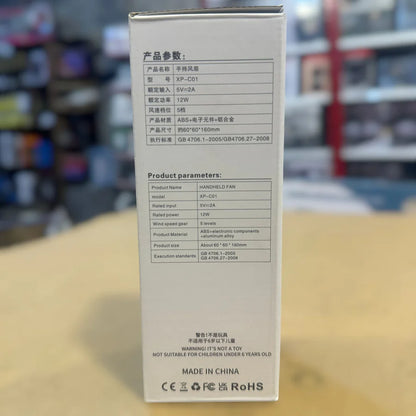 产品参数:
产品名称 手持风扇
型号 XP-C01
额定输入 5V=2A
额定功率 12W
风速档位 5档
产品材质 ABS+电子元件+铝合金
产品尺寸 约60*60*160mm
执行标准 GB 4706.1-2005/GB4706.27-2008
Product parameters:
Product Name HANDHELD FAN
model XP-C01
Rated input 5V=2A
Rated power 12W
Wind speed gear 5 levels
Product Material ABS+electronic components
+aluminum alloy
Product size About 60 * 60 * 160mm
Execution standards GB 4706.1-2005
GB 4706.27-2008
警告!不是玩具
不适用于6岁以下儿童
WARNING! IT'S NOT A TOY
NOT SUITABLE FOR CHILDREN UNDER 6 YEARS OLD
MADE IN CHINA
CE FC RoHS